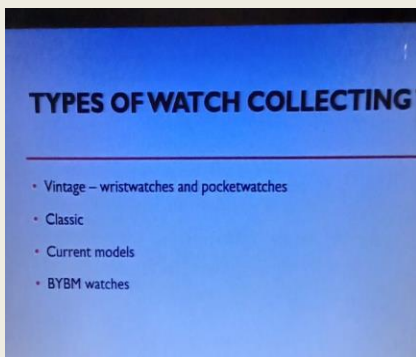 TYPES OF WATCH COLLECTING
• Vintage – wristwatches and pocketwatches
• Classic
• Current models
• BYBM watches